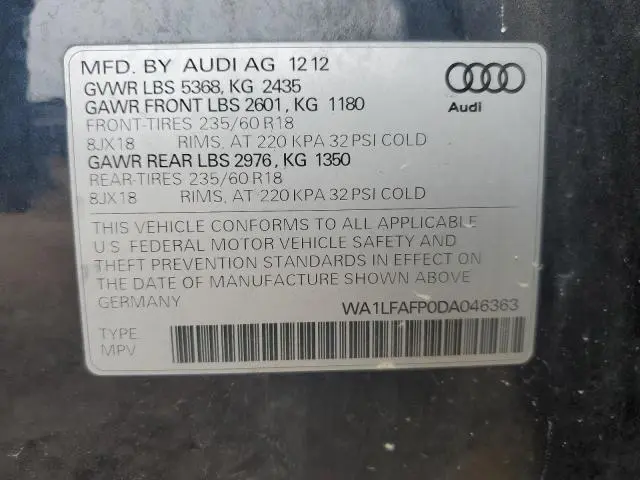 MFD. BY AUDI AG 12 12
GVWR LBS 5368, KG 2435
GAWR FRONT LBS 2601, KG 1180
FRONT-TIRES 235/60 R18
8JX18 RIMS, AT 220 KPA 32 PSI COLD
GAWR REAR LBS 2976, KG 1350
REAR-TIRES 235/60 R18
8JX18 RIMS, AT 220 KPA 32 PSI COLD
Audi
THIS VEHICLE CONFORMS TO ALL APPLICABLE
U.S. FEDERAL MOTOR VEHICLE SAFETY AND
THEFT PREVENTION STANDARDS IN EFFECT ON
THE DATE OF MANUFACTURE SHOWN ABOVE.
GERMANY
WA1LFAFP0DA046363
TYPE
MPV